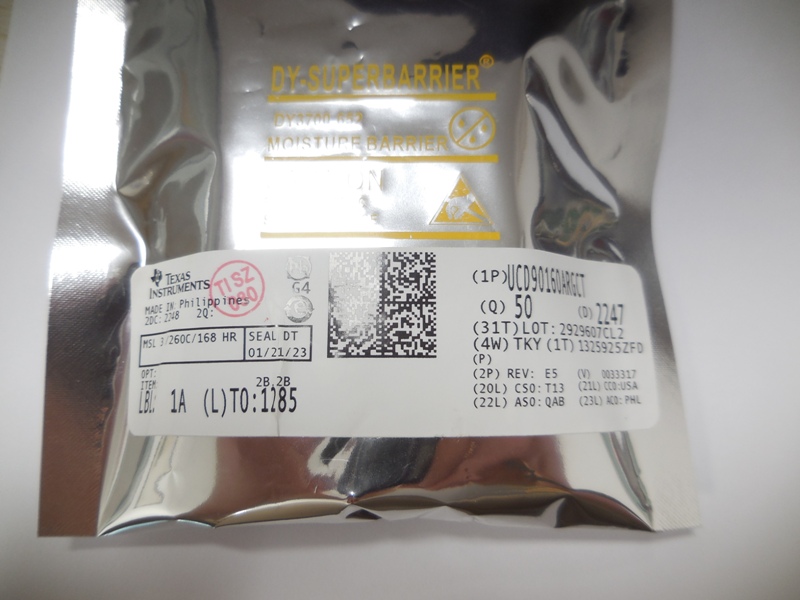 DY-SUPERBARRIER®
MOISTURE BARRIER
TEXAS
INSTRUMENTS
MADE IN Philippines
2DC: 2248 2Q:
TI SZ
G4
MSL 3/260C/168 HR
SEAL DT
01/21/23
OPT:
ITEM:
2B.2B
LBL: 1A (L)TO:1285
(1P)UCD90160ARGCT
(Q) 50 (D) 2247
(31T)LOT: 2929607CL2
(4W) TKY (1T) 1325925ZFD
(P)
(2P) REV: E5 (V) 0033317
(20L) CSO: T13 (21L) CCO:USA
(22L) ASO: QAB (23L) ACO: PHL